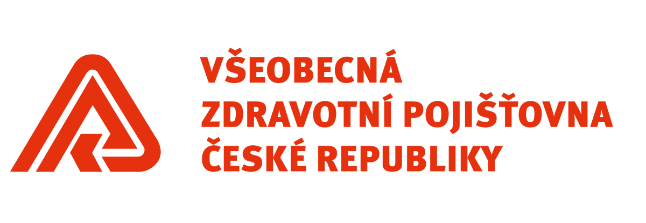 VŠEOBECNÁ
ZDRAVOTNÍ POJIŠŤOVNA
ČESKÉ REPUBLIKY